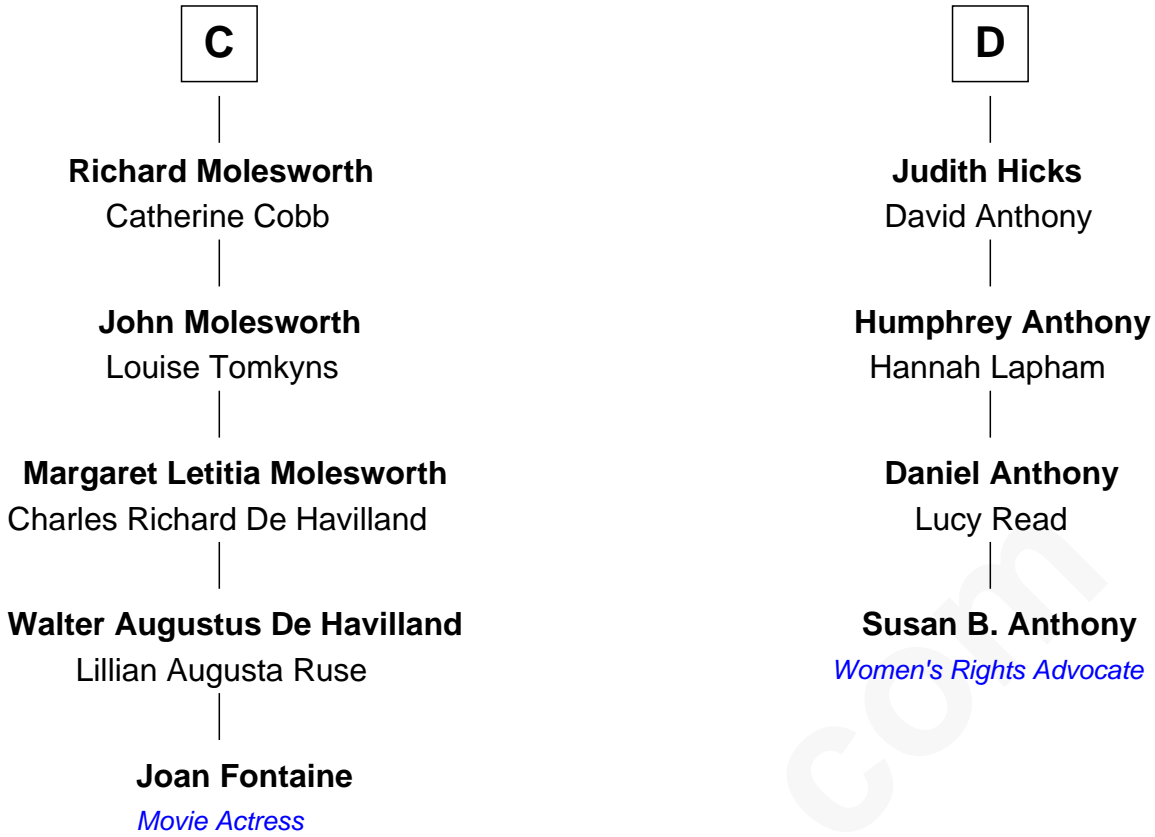 C
Richard Molesworth
Catherine Cobb
John Molesworth
Louise Tomkyns
Margaret Letitia Molesworth
Charles Richard De Havilland
Walter Augustus De Havilland
Lillian Augusta Ruse
Joan Fontaine
Movie Actress
D
Judith Hicks
David Anthony
Humphrey Anthony
Hannah Lapham
Daniel Anthony
Lucy Read
Susan B. Anthony
Women's Rights Advocate
com